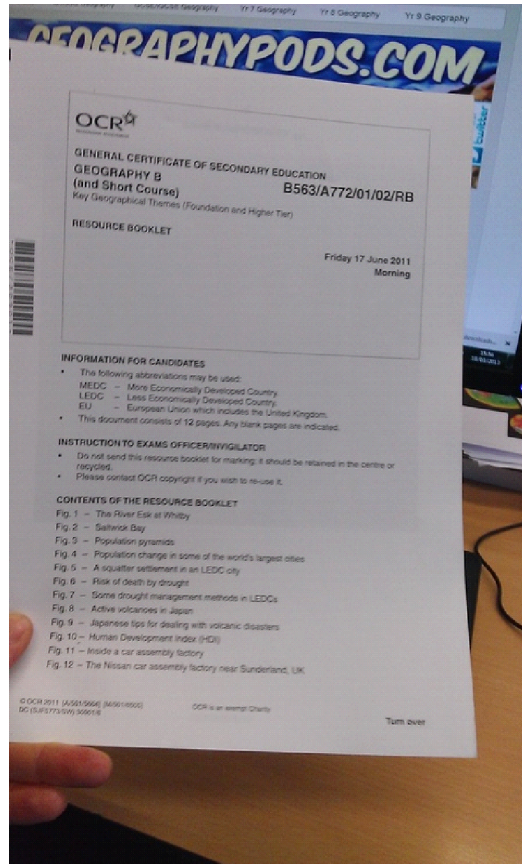 Geography
Yr 7 Geography
Yr 8 Geography
Yr 9 Geography
GEOGRAPHYPODS.COM
twitter
OCR
GENERAL CERTIFICATE OF SECONDARY EDUCATION
GEOGRAPHY B
B563/A772/01/02/RB
(and Short Course)
Key Geographical Themes (Foundation and Higher Tier)
RESOURCE BOOKLET
Friday 17 June 2011
Morning
INFORMATION FOR CANDIDATES
• The following abbreviations may be used:
MEDC – More Economically Developed Country.
LEDC – Less Economically Developed Country.
EU – European Union which includes the United Kingdom.
• This document consists of 12 pages. Any blank pages are indicated.
INSTRUCTION TO EXAMS OFFICER/INVIGILATOR
• Do not send this resource booklet for marking; it should be retained in the centre or
recycled.
• Please contact OCR copyright if you wish to re-use it.
CONTENTS OF THE RESOURCE BOOKLET
Fig. 1 – The River Esk at Whitby
Fig. 2 – Saltwick Bay
Fig. 3 – Population pyramids
Fig. 4 – Population change in some of the world's largest cities
Fig. 5 – A squatter settlement in an LEDC city
Fig. 6 – Risk of death by drought
Fig. 7 – Some drought management methods in LEDCs
Fig. 8 – Active volcanoes in Japan
Fig. 9 – Japanese tips for dealing with volcanic disasters
Fig. 10 – Human Development Index (HDI)
Fig. 11 – Inside a car assembly factory
Fig. 12 – The Nissan car assembly factory near Sunderland, UK
© OCR 2011
OCR is an exempt Charity
Turn over